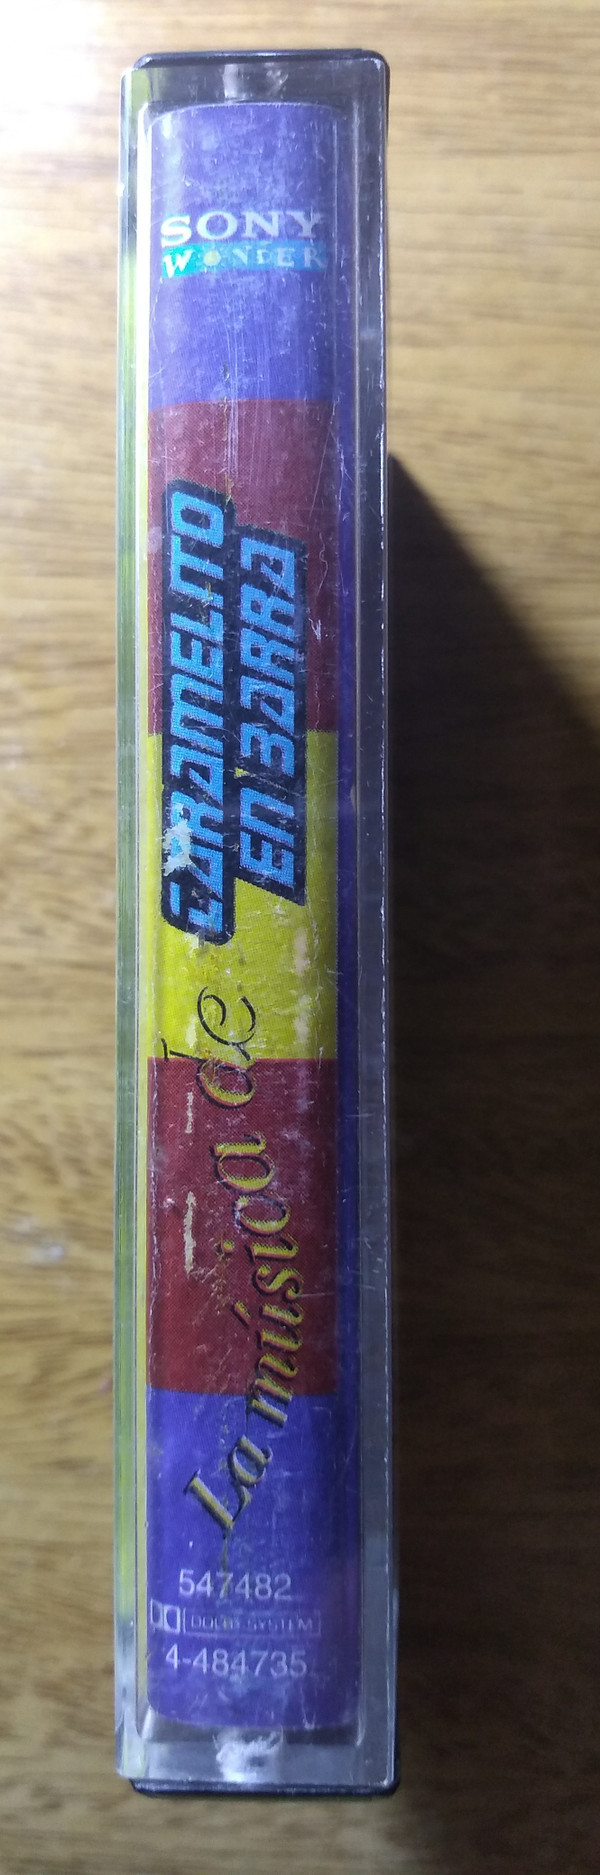 SONY
WONDER
La música de
CARAMELITO
EN BARRA
547482
DOLBY SYSTEM
4-484735